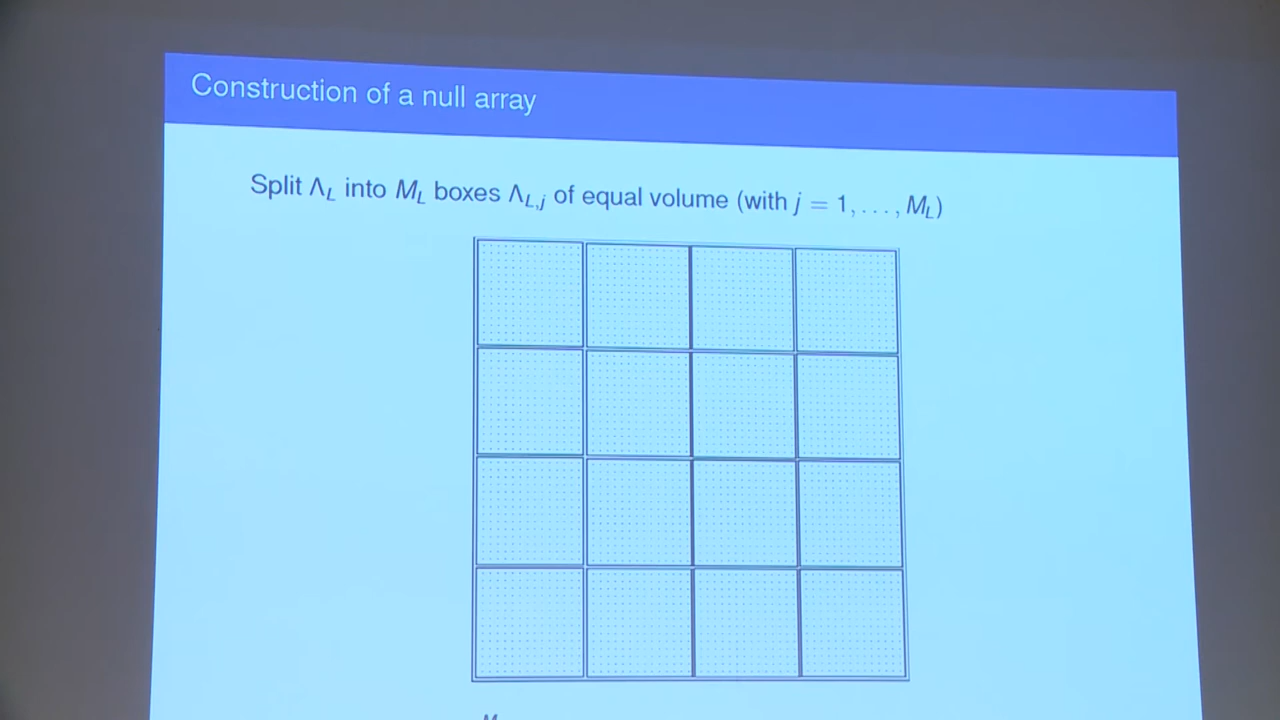 Construction of a null array
Split Λ_L into M_L boxes Λ_{L,j} of equal volume (with j = 1, . . . , M_L)